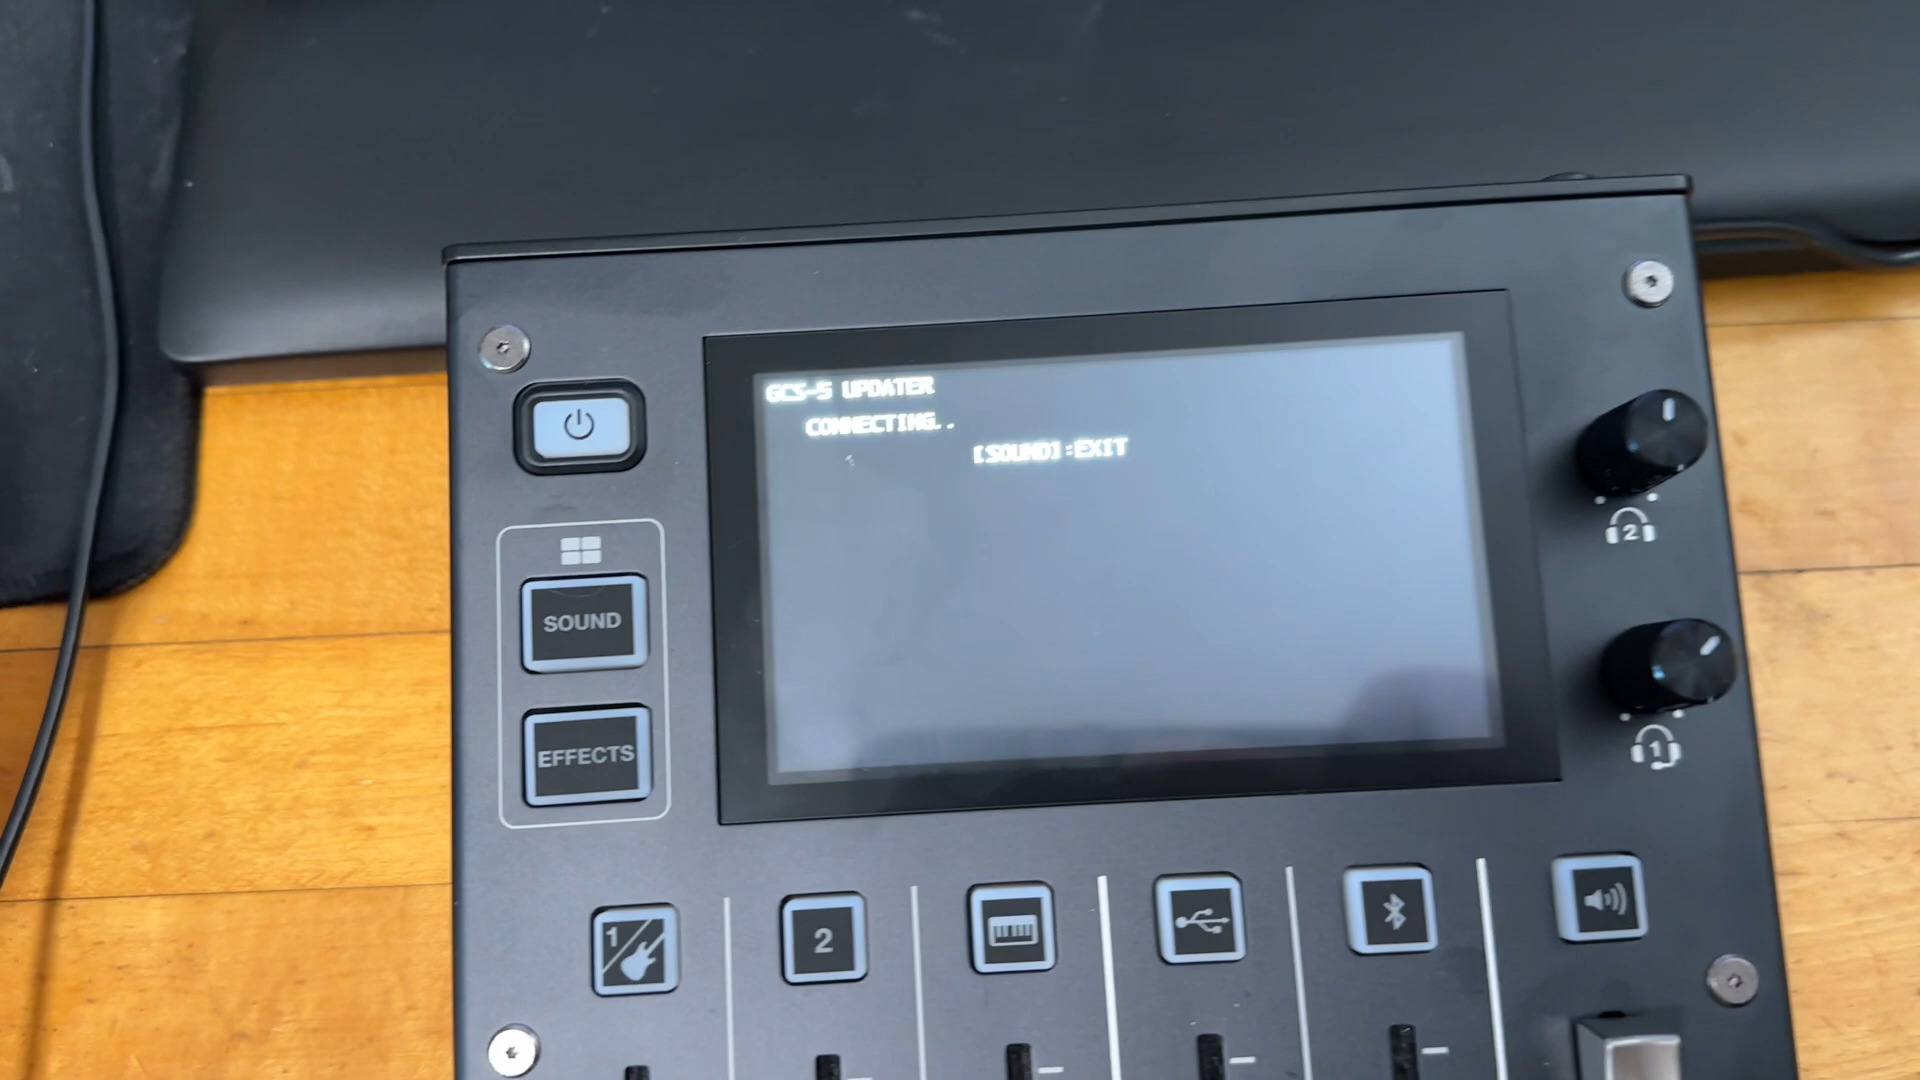 GCS-5 UPDATER
CONNECTING..
[SOUND]:EXIT
2
SOUND
1
EFFECTS
1
2